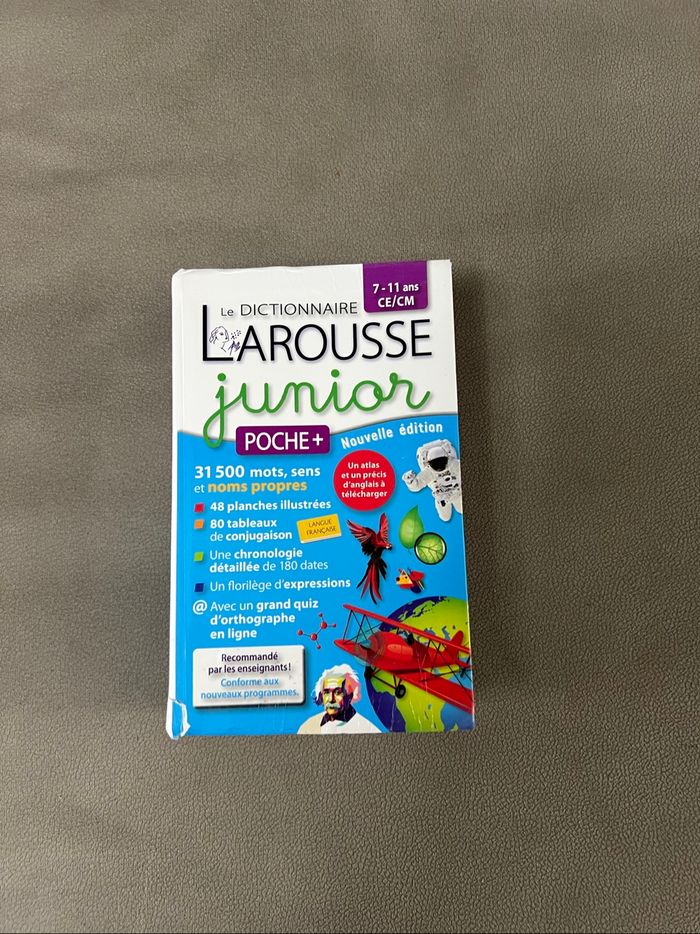 7 - 11 ans
CE/CM
Le DICTIONNAIRE
LAROUSSE
junior
POCHE+
Nouvelle édition
31 500 mots, sens
et noms propres
Un atlas
et un précis
d'anglais à
télécharger
48 planches illustrées
80 tableaux
de conjugaison
LANGUE
FRANÇAISE
Une chronologie
détaillée de 180 dates
Un florilège d'expressions
@ Avec un grand quiz
d'orthographe
en ligne
Recommandé
par les enseignants !
Conforme aux
nouveaux programmes.